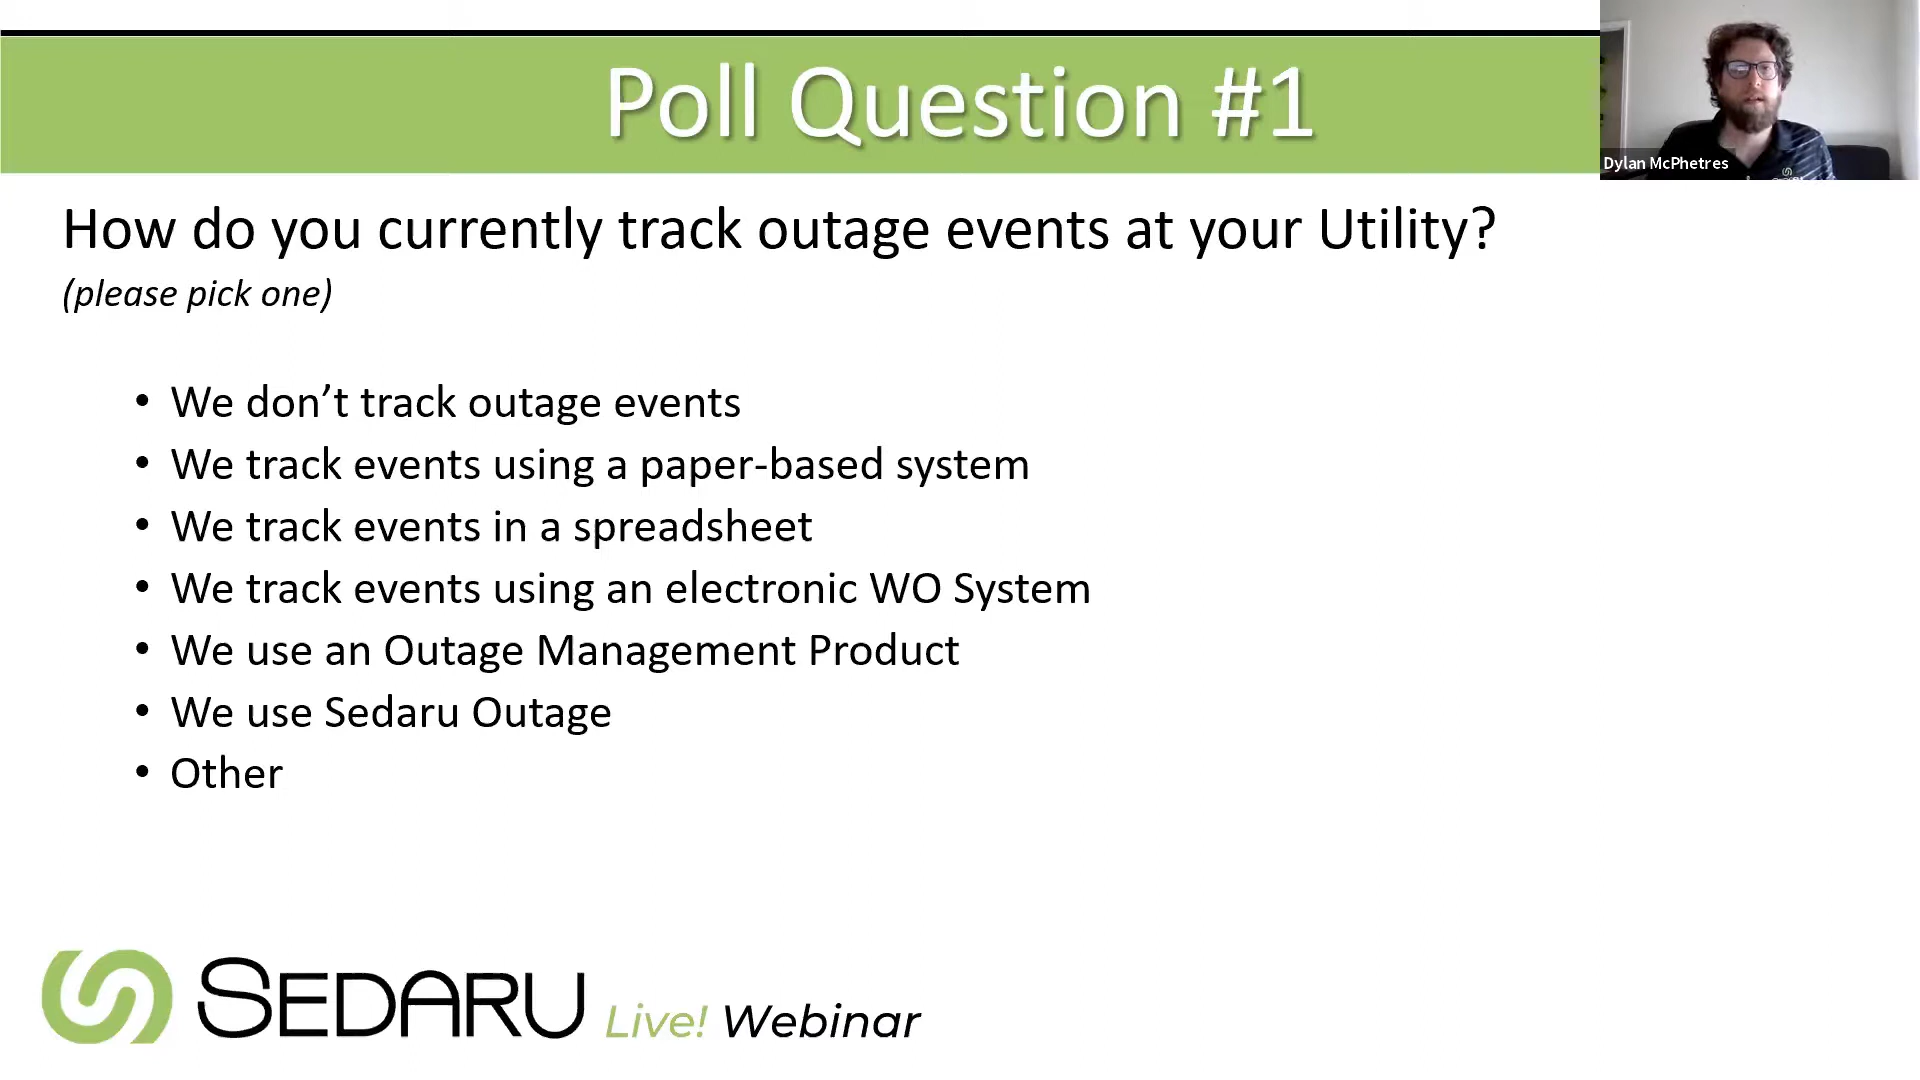 Poll Question #1
Dylan McPhetres
How do you currently track outage events at your Utility?
(please pick one)
• We don’t track outage events
• We track events using a paper-based system
• We track events in a spreadsheet
• We track events using an electronic WO System
• We use an Outage Management Product
• We use Sedaru Outage
• Other
SEDARU Live! Webinar